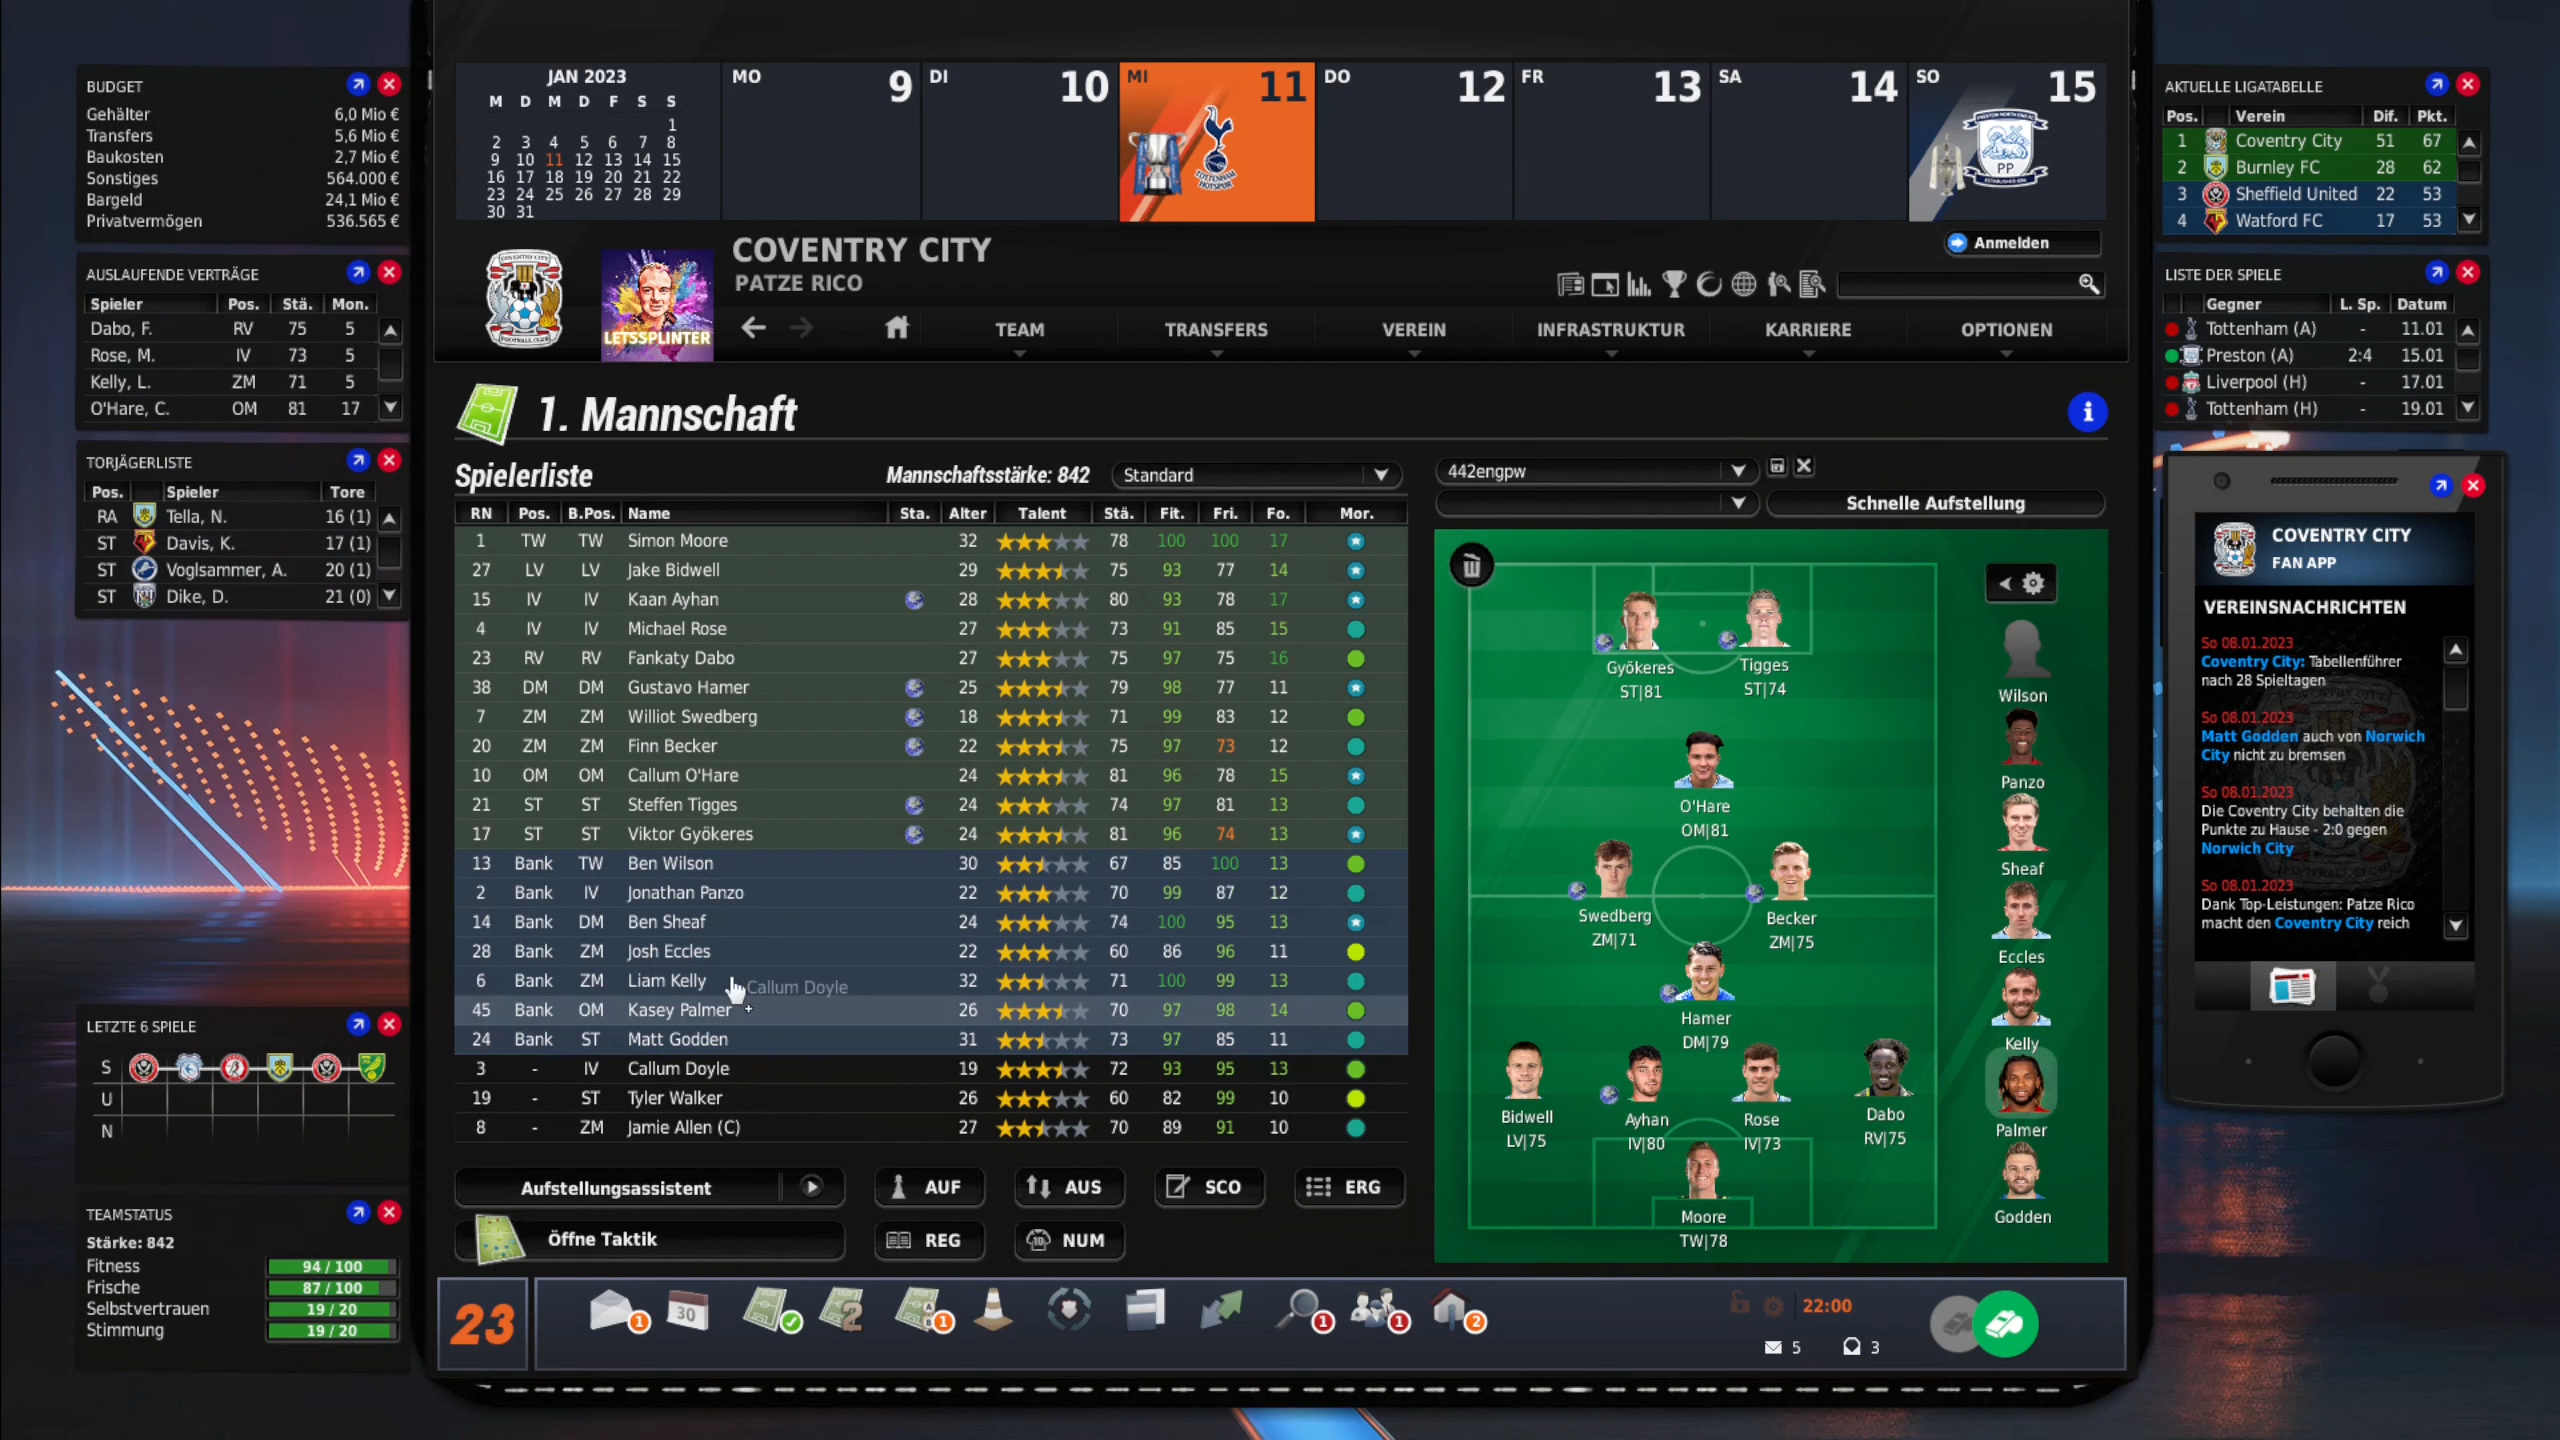 BUDGET
Gehälter 6,0 Mio €
Transfers 5,6 Mio €
Baukosten 2,7 Mio €
Sonstiges 564.000 €
Bargeld 24,1 Mio €
Privatvermögen 536.565 €
AUSLAUFENDE VERTRÄGE
Spieler Pos. Stä. Mon.
Dabo, F. RV 75 5
Rose, M. IV 73 5
Kelly, L. ZM 71 5
O'Hare, C. OM 81 17
TORJÄGERLISTE
Pos. Spieler Tore
RA Tella, N. 16 (1)
ST Davis, K. 17 (1)
ST Voglsammer, A. 20 (1)
ST Dike, D. 21 (0)
LETZTE 6 SPIELE
S
U
N
TEAMSTATUS
Stärke: 842
Fitness 94 / 100
Frische 87 / 100
Selbstvertrauen 19 / 20
Stimmung 19 / 20
JAN 2023
M D M D F S S
1
2 3 4 5 6 7 8
9 10 11 12 13 14 15
16 17 18 19 20 21 22
23 24 25 26 27 28 29
30 31
MO 9 DI 10 MI 11 DO 12 FR 13 SA 14 SO 15
TOTTENHAM
HOTSPUR
PP
COVENTRY CITY
PATZE RICO
LETSSPLINTER
Anmelden
TEAM TRANSFERS VEREIN INFRASTRUKTUR KARRIERE OPTIONEN
1. Mannschaft
Spielerliste Mannschaftsstärke: 842 Standard
RN Pos. B.Pos. Name Sta. Alter Talent Stä. Fit. Fri. Fo. Mor.
1 TW TW Simon Moore 32 78 100 100 17
27 LV LV Jake Bidwell 29 75 93 77 14
15 IV IV Kaan Ayhan 28 80 93 78 17
4 IV IV Michael Rose 27 73 91 85 15
23 RV RV Fankaty Dabo 27 75 97 75 16
38 DM DM Gustavo Hamer 25 79 98 77 11
7 ZM ZM Williot Swedberg 18 71 99 83 12
20 ZM ZM Finn Becker 22 75 97 73 12
10 OM OM Callum O'Hare 24 81 96 78 15
21 ST ST Steffen Tigges 24 74 97 81 13
17 ST ST Viktor Gyökeres 24 81 96 74 13
13 Bank TW Ben Wilson 30 67 85 100 13
2 Bank IV Jonathan Panzo 22 70 99 87 12
14 Bank DM Ben Sheaf 24 74 100 95 13
28 Bank ZM Josh Eccles 22 60 86 96 11
6 Bank ZM Liam Kelly 32 71 100 99 13
Callum Doyle
45 Bank OM Kasey Palmer 26 70 97 98 14
24 Bank ST Matt Godden 31 73 97 85 11
3 - IV Callum Doyle 19 72 93 95 13
19 - ST Tyler Walker 26 60 82 99 10
8 - ZM Jamie Allen (C) 27 70 89 91 10
Aufstellungsassistent AUF AUS SCO ERG
Öffne Taktik REG NUM
442engpw
Schnelle Aufstellung
Gyökeres
ST|81
Tigges
ST|74
O'Hare
OM|81
Swedberg
ZM|71
Becker
ZM|75
Hamer
DM|79
Bidwell
LV|75
Ayhan
IV|80
Rose
IV|73
Dabo
RV|75
Moore
TW|78
Wilson
Panzo
Sheaf
Eccles
Kelly
Palmer
Godden
23 1 30 2 1 1 1 2
22:00
5 3
AKTUELLE LIGATABELLE
Pos. Verein Dif. Pkt.
1 Coventry City 51 67
2 Burnley FC 28 62
3 Sheffield United 22 53
4 Watford FC 17 53
LISTE DER SPIELE
Gegner L. Sp. Datum
Tottenham (A) - 11.01
Preston (A) 2:4 15.01
Liverpool (H) - 17.01
Tottenham (H) - 19.01
COVENTRY CITY
FAN APP
VEREINSNACHRICHTEN
So 08.01.2023
Coventry City: Tabellenführer
nach 28 Spieltagen
So 08.01.2023
Matt Godden auch von Norwich
City nicht zu bremsen
So 08.01.2023
Die Coventry City behalten die
Punkte zu Hause - 2:0 gegen
Norwich City
So 08.01.2023
Dank Top-Leistungen: Patze Rico
macht den Coventry City reich